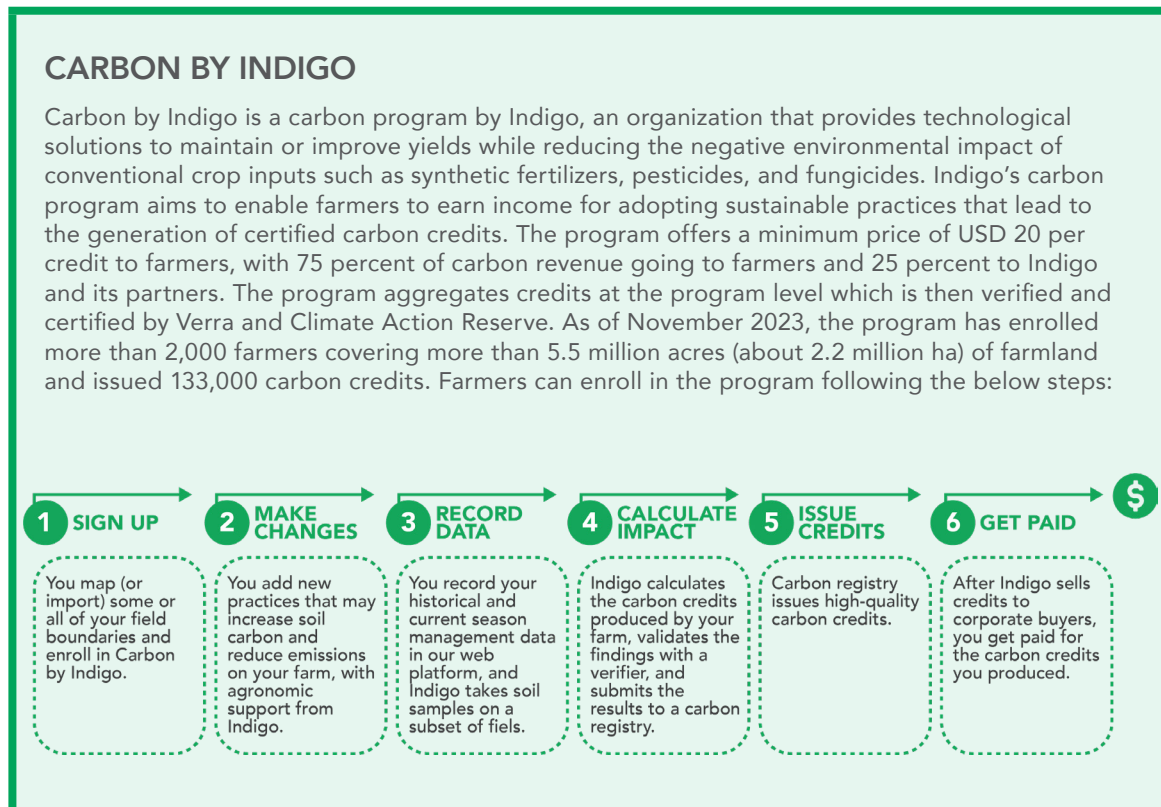 CARBON BY INDIGO
Carbon by Indigo is a carbon program by Indigo, an organization that provides technological
solutions to maintain or improve yields while reducing the negative environmental impact of
conventional crop inputs such as synthetic fertilizers, pesticides, and fungicides. Indigo’s carbon
program aims to enable farmers to earn income for adopting sustainable practices that lead to
the generation of certified carbon credits. The program offers a minimum price of USD 20 per
credit to farmers, with 75 percent of carbon revenue going to farmers and 25 percent to Indigo
and its partners. The program aggregates credits at the program level which is then verified and
certified by Verra and Climate Action Reserve. As of November 2023, the program has enrolled
more than 2,000 farmers covering more than 5.5 million acres (about 2.2 million ha) of farmland
and issued 133,000 carbon credits. Farmers can enroll in the program following the below steps:
1 SIGN UP
You map (or
import) some or
all of your field
boundaries and
enroll in Carbon
by Indigo.
2 MAKE
CHANGES
You add new
practices that may
increase soil
carbon and
reduce emissions
on your farm, with
agronomic
support from
Indigo.
3 RECORD
DATA
You record your
historical and
current season
management data
in our web
platform, and
Indigo takes soil
samples on a
subset of fiels.
4 CALCULATE
IMPACT
Indigo calculates
the carbon credits
produced by your
farm, validates the
findings with a
verifier, and
submits the
results to a carbon
registry.
5 ISSUE
CREDITS
Carbon registry
issues high-quality
carbon credits.
6 GET PAID
After Indigo sells
credits to
corporate buyers,
you get paid for
the carbon credits
you produced.
$